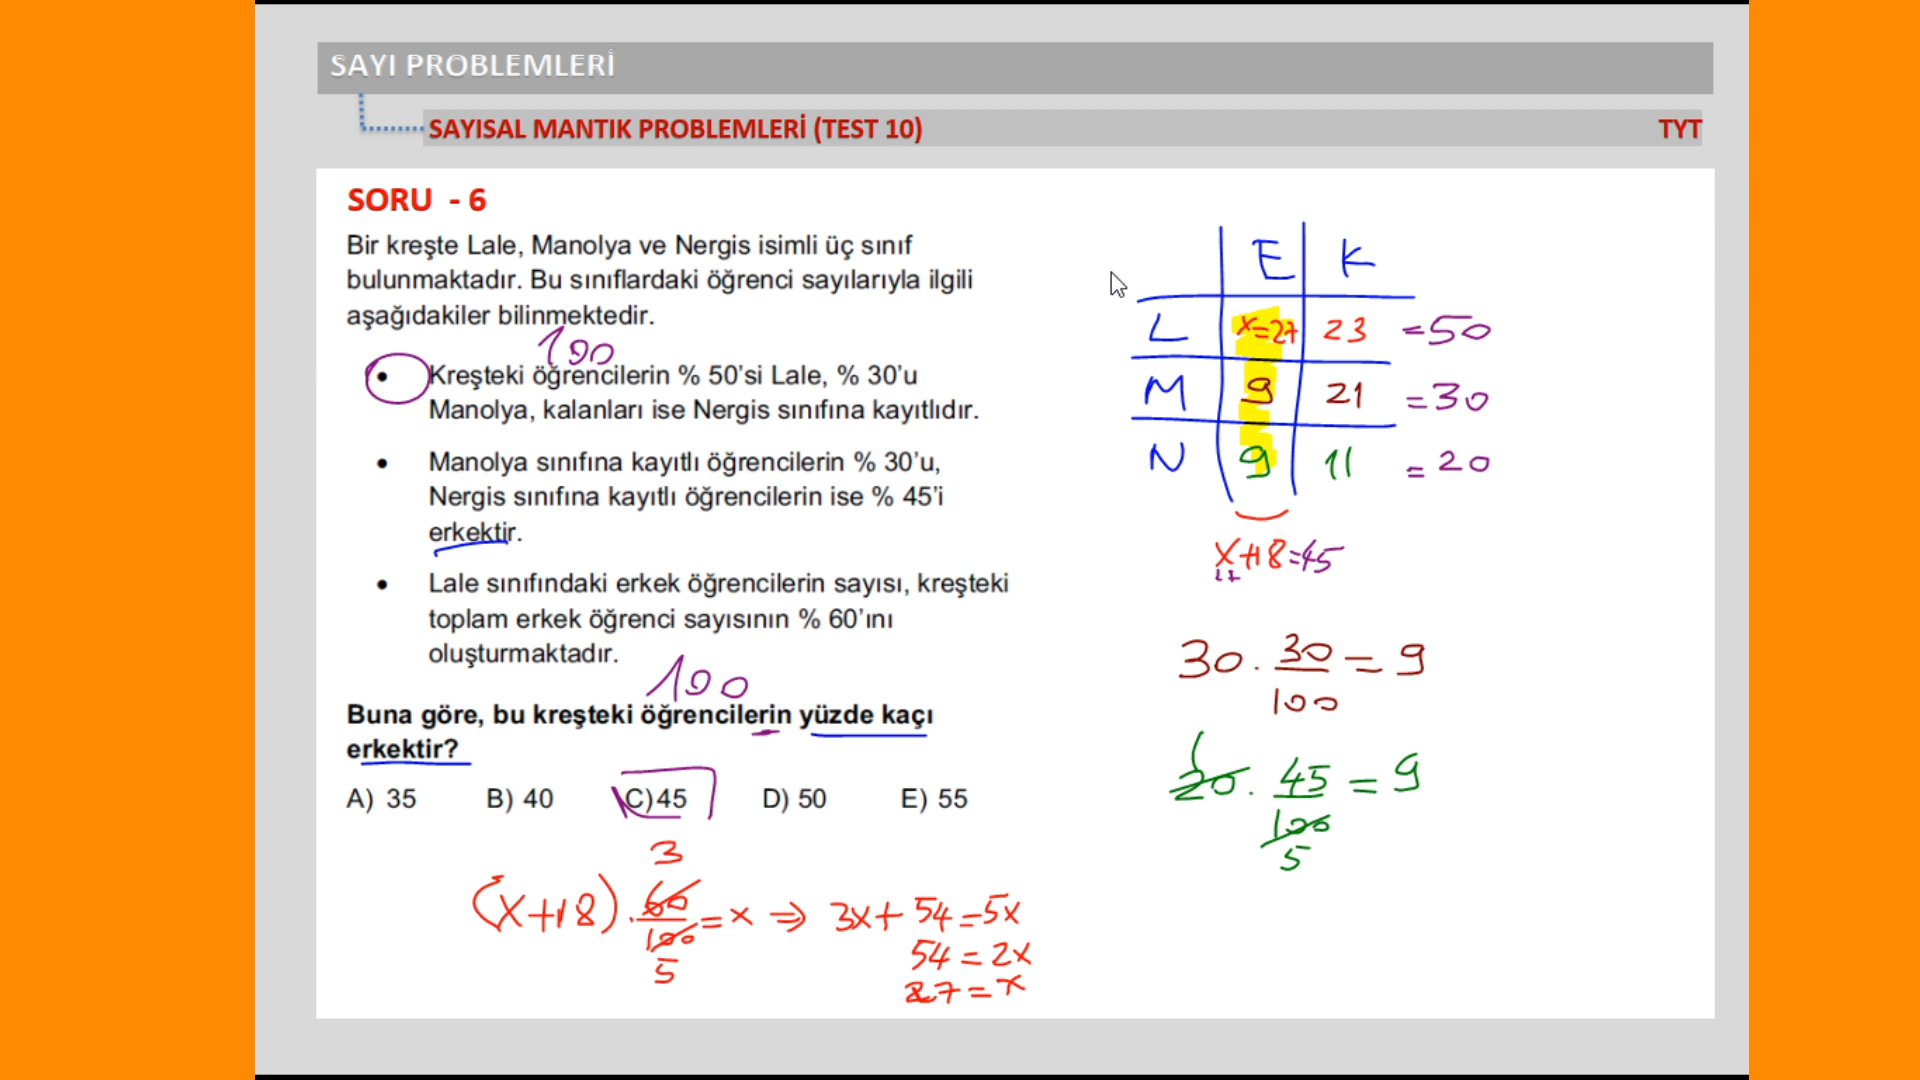 SAYI PROBLEMLERİ
SAYISAL MANTIK PROBLEMLERİ (TEST 10) TYT
SORU - 6
Bir kreşte Lale, Manolya ve Nergis isimli üç sınıf
bulunmaktadır. Bu sınıflardaki öğrenci sayılarıyla ilgili
aşağıdakiler bilinmektedir.
100
• Kreşteki öğrencilerin % 50'si Lale, % 30'u
Manolya, kalanları ise Nergis sınıfına kayıtlıdır.
• Manolya sınıfına kayıtlı öğrencilerin % 30'u,
Nergis sınıfına kayıtlı öğrencilerin ise % 45'i
erkektir.
• Lale sınıfındaki erkek öğrencilerin sayısı, kreşteki
toplam erkek öğrenci sayısının % 60'ını
oluşturmaktadır.
100
Buna göre, bu kreşteki öğrencilerin yüzde kaçı
erkektir?
A) 35 B) 40 C) 45 D) 50 E) 55
3
(x+18) . 60/100 = x ⇒ 3x + 54 = 5x
5
54 = 2x
27 = x
E K
L x=27 23 = 50
M 9 21 = 30
N 9 11 = 20
x+18=45
27
30 . 30/100 = 9
1
20 . 45/100 = 9
5